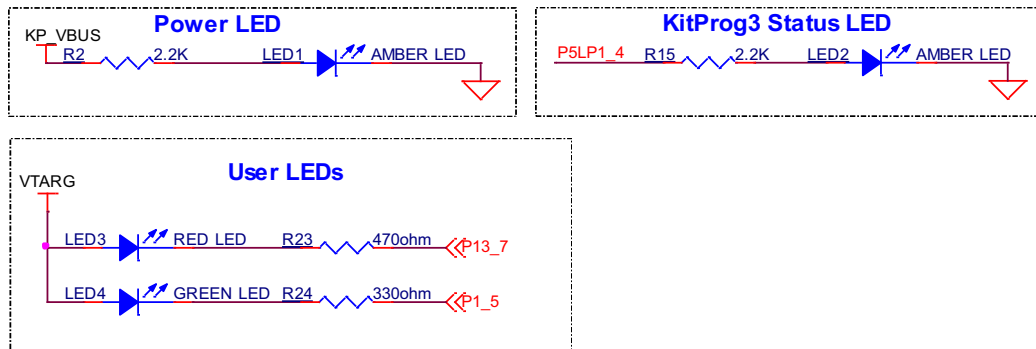 Power LED
KP_VBUS
R2 2.2K LED1 AMBER LED
KitProg3 Status LED
P5LP1_4 R15 2.2K LED2 AMBER LED
User LEDs
VTARG
LED3 RED LED R23 470ohm P13_7
LED4 GREEN LED R24 330ohm P1_5